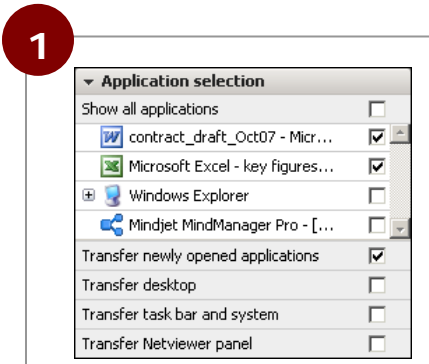 1
Application selection
Show all applications
contract_draft_Oct07 - Micr...
Microsoft Excel - key figures...
Windows Explorer
Mindjet MindManager Pro - [...
Transfer newly opened applications
Transfer desktop
Transfer task bar and system
Transfer Netviewer panel